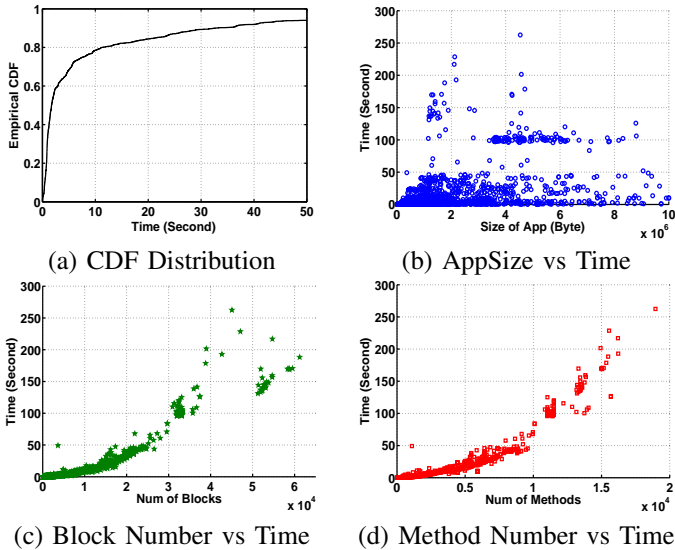 1
0.8
0.6
0.4
0.2
0
Empirical CDF
0 10 20 30 40 50
Time (Second)
(a) CDF Distribution
300
250
200
150
100
50
0
Time (Second)
0 2 4 6 8 10
Size of App (Byte)
x 10^6
(b) AppSize vs Time
300
250
200
150
100
50
0
Time (Second)
0 1 2 3 4 5 6
Num of Blocks
x 10^4
(c) Block Number vs Time
300
250
200
150
100
50
0
Time (Second)
0 0.5 1 1.5 2
Num of Methods
x 10^4
(d) Method Number vs Time